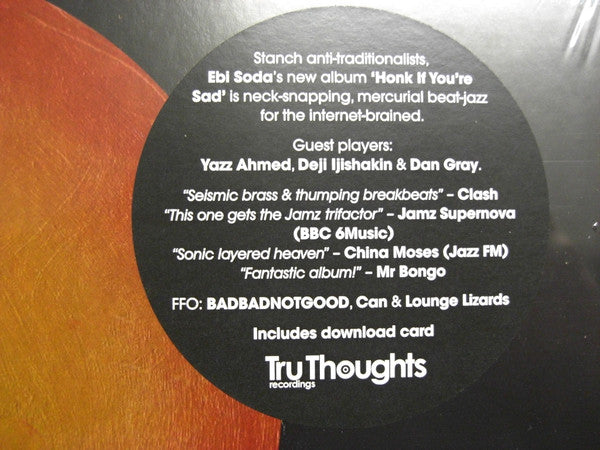 Stanch anti-traditionalists,
Ebi Soda's new album 'Honk If You're
Sad' is neck-snapping, mercurial beat-jazz
for the internet-brained.
Guest players:
Yazz Ahmed, Deji Ijishakin & Dan Gray.
"Seismic brass & thumping breakbeats" – Clash
"This one gets the Jamz trifactor" – Jamz Supernova
(BBC 6Music)
"Sonic layered heaven" – China Moses (Jazz FM)
"Fantastic album!" – Mr Bongo
FFO: BADBADNOTGOOD, Can & Lounge Lizards
Includes download card
Tru Thoughts
recordings